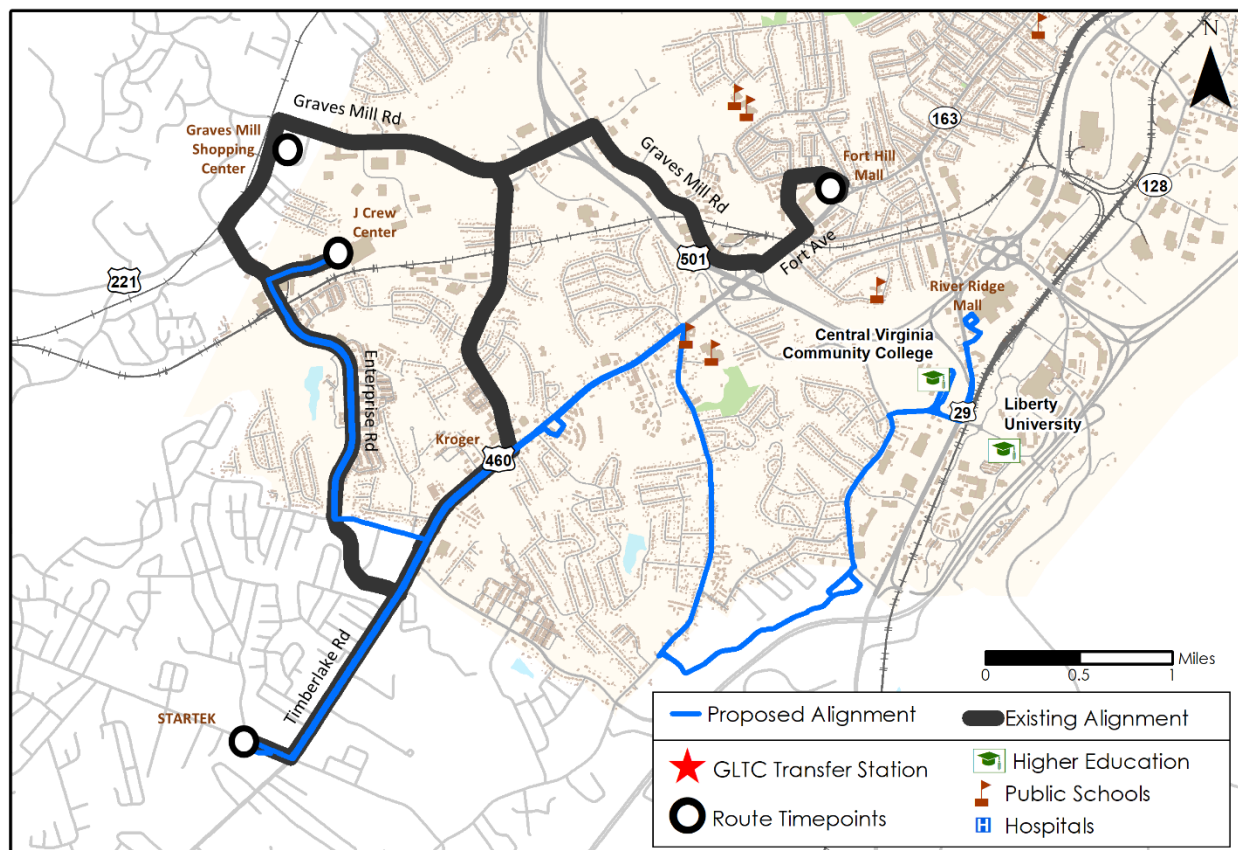 N
Graves Mill Rd
163
Graves Mill
Shopping
Center
Graves Mill Rd
Fort Hill
Mall
128
J Crew
Center
501
Fort Ave
221
River Ridge
Mall
Central Virginia
Community College
Enterprise Rd
29
Liberty
University
Kroger
460
Timberlake Rd
STARTEK
Miles
0
0.5
1
Proposed Alignment
Existing Alignment
GLTC Transfer Station
Higher Education
Public Schools
Route Timepoints
H Hospitals